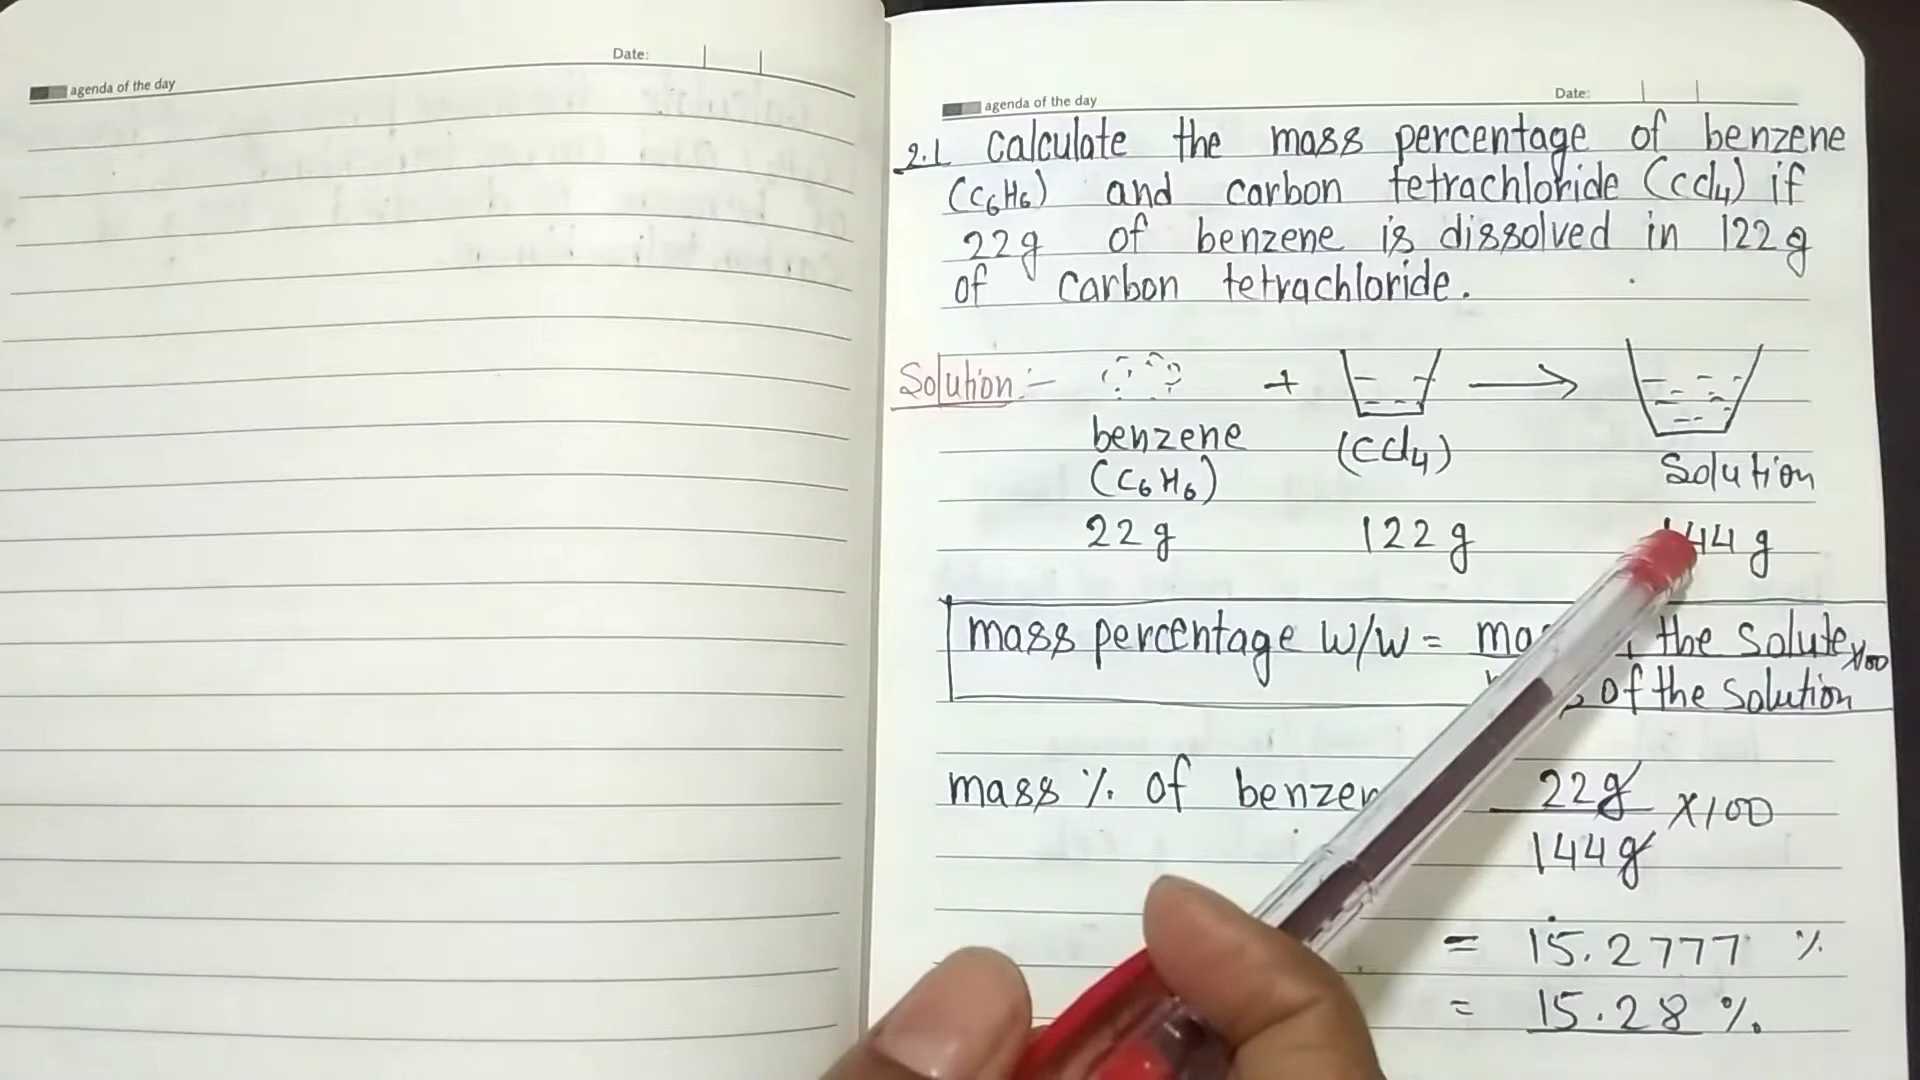 Date:
agenda of the day
Date:
agenda of the day
2.1 Calculate the mass percentage of benzene
(C6H6) and carbon tetrachloride (CCl4) if
22g of benzene is dissolved in 122g
of carbon tetrachloride.
Solution:- + →
benzene (CCl4) Solution
(C6H6)
22 g 122 g 44 g
mass percentage W/W = the Solute x100
of the Solution
mass % of 22g x100
144g
= 15.2777 %
= 15.28 %.